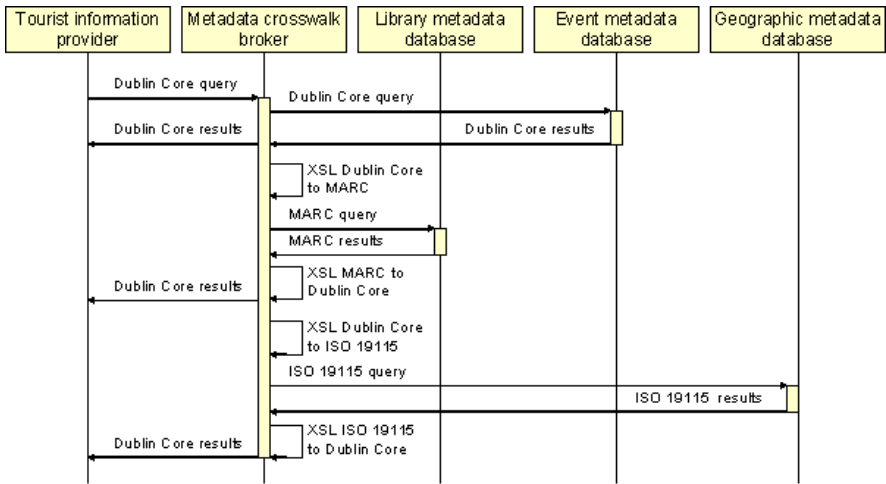 Tourist information
provider
Metadata crosswalk
broker
Library metadata
database
Event metadata
database
Geographic metadata
database
Dublin Core query
Dublin Core query
Dublin Core results
Dublin Core results
XSL Dublin Core
to MARC
MARC query
MARC results
XSL MARC to
Dublin Core
Dublin Core results
XSL Dublin Core
to ISO 19115
ISO 19115 query
ISO 19115 results
XSL ISO 19115
to Dublin Core
Dublin Core results